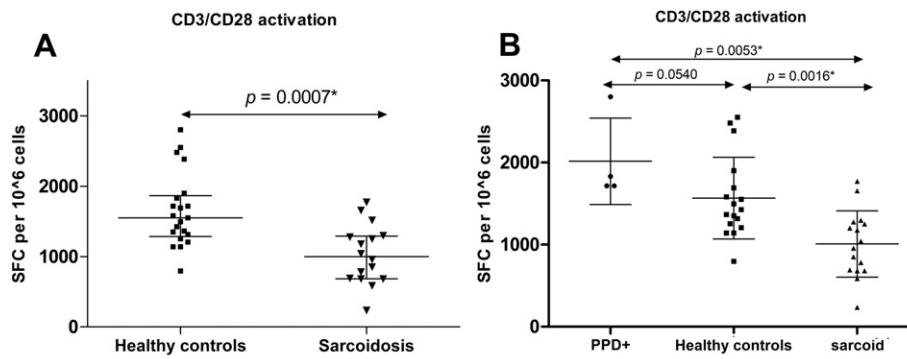 CD3/CD28 activation
A
p = 0.0007*
SFC per 10^6 cells
3000
2000
1000
0
Healthy controls
Sarcoidosis
CD3/CD28 activation
B
p = 0.0053*
p = 0.0540
p = 0.0016*
SFC per 10^6 cells
3000
2000
1000
0
PPD+
Healthy controls
sarcoid